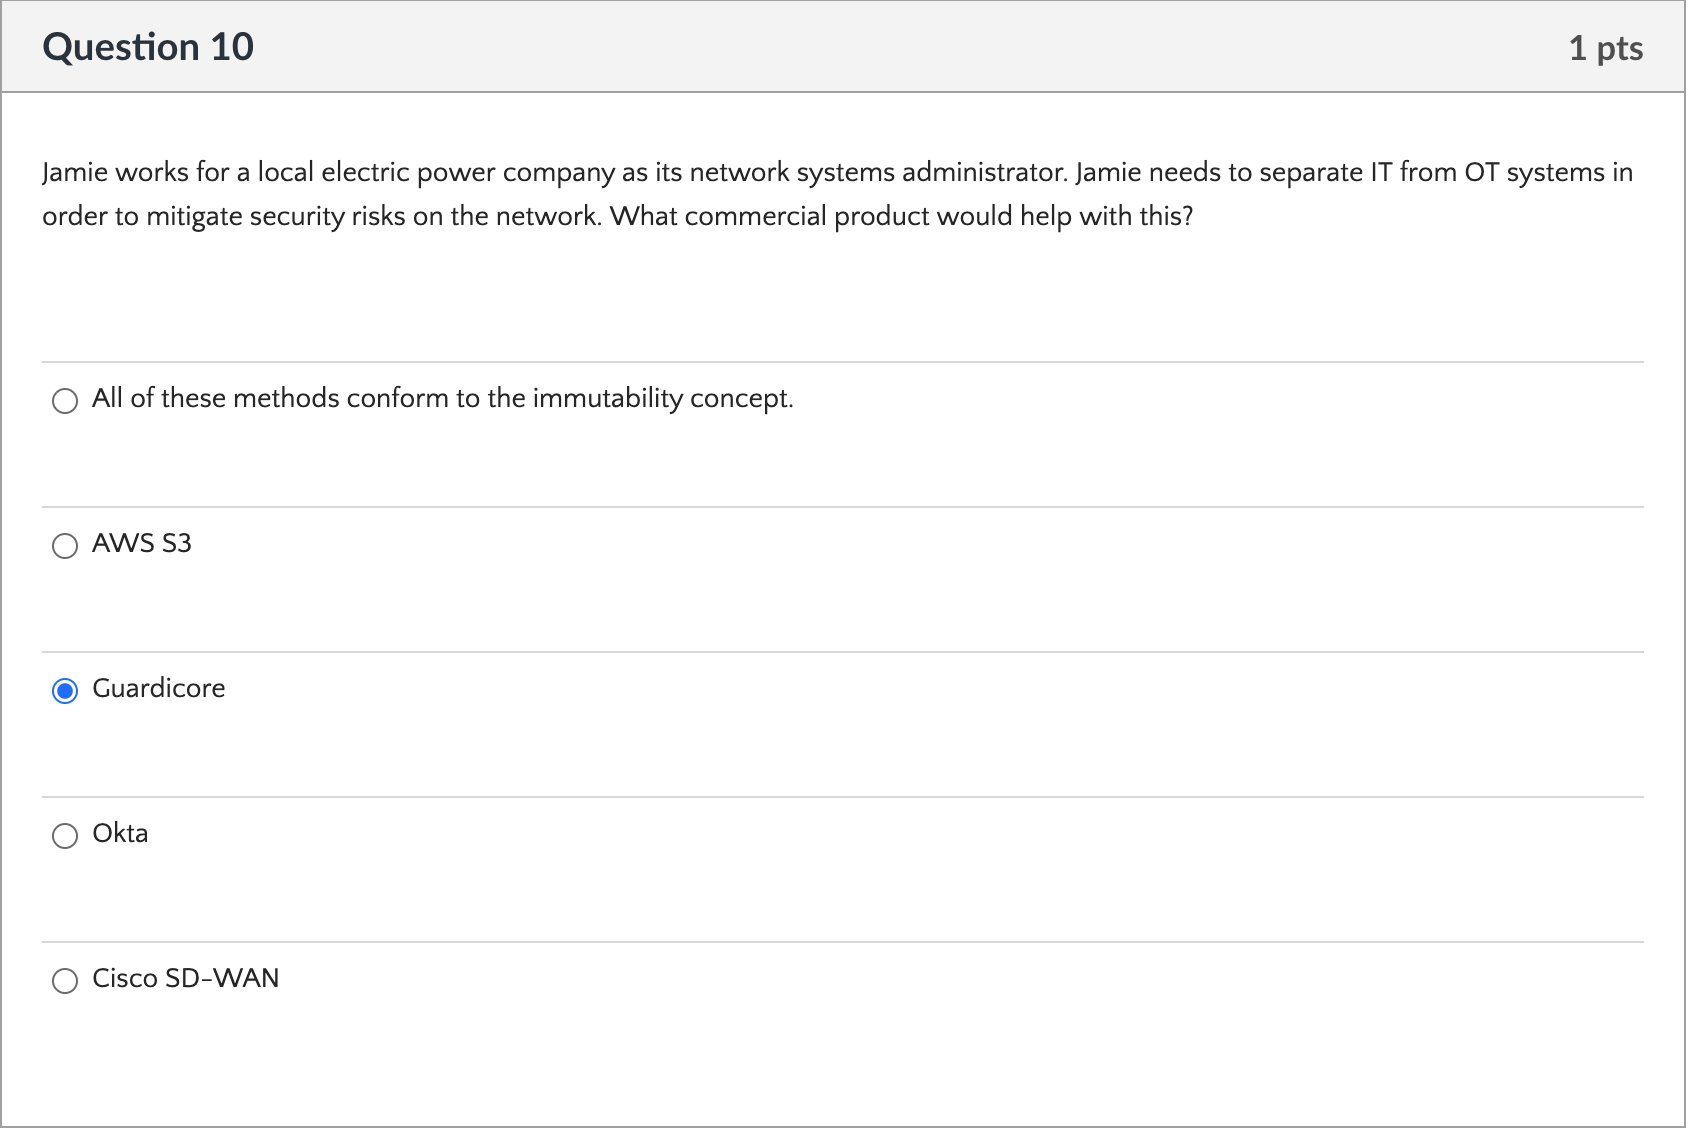 Question 10
1 pts
Jamie works for a local electric power company as its network systems administrator. Jamie needs to separate IT from OT systems in
order to mitigate security risks on the network. What commercial product would help with this?
All of these methods conform to the immutability concept.
AWS S3
Guardicore
Okta
Cisco SD-WAN